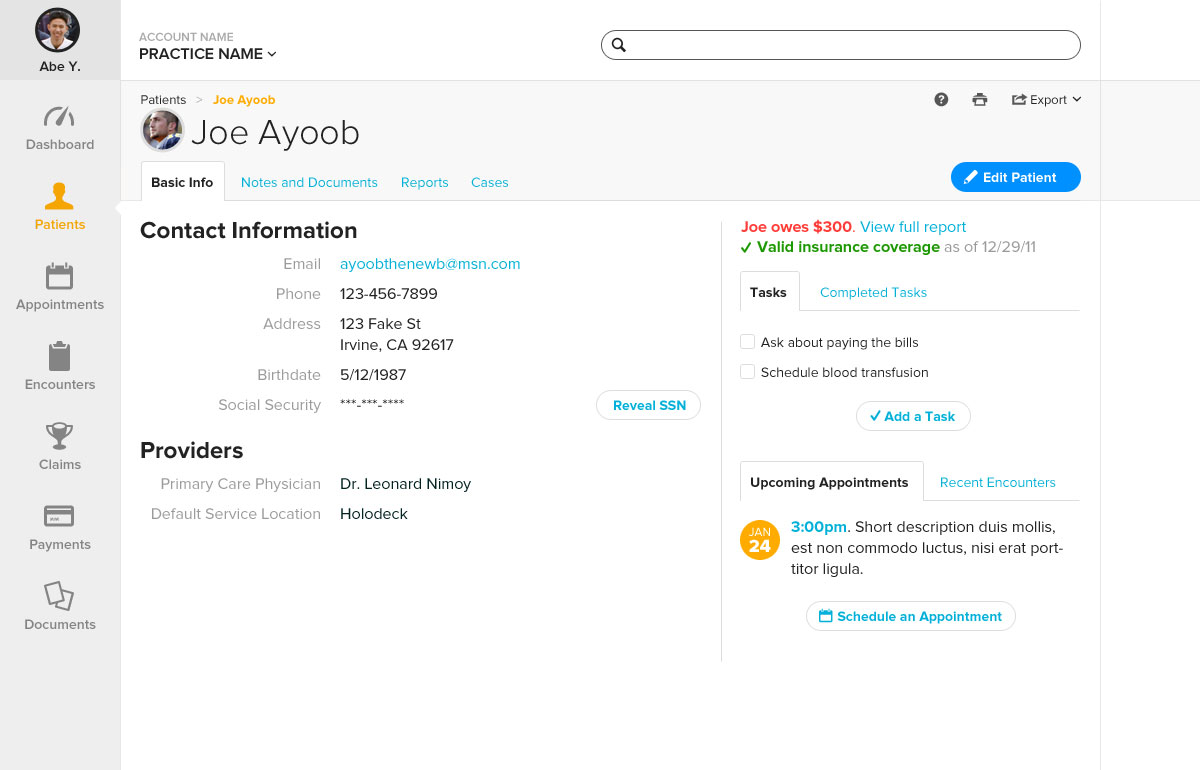 Abe Y.
Dashboard
Patients
Appointments
Encounters
Claims
Payments
Documents
ACCOUNT NAME
PRACTICE NAME
Patients > Joe Ayoob
Export
Joe Ayoob
Basic Info Notes and Documents Reports Cases
Edit Patient
Contact Information
Email ayoobthenewb@msn.com
Phone 123-456-7899
Address 123 Fake St
Irvine, CA 92617
Birthdate 5/12/1987
Social Security ***-***-****
Reveal SSN
Providers
Primary Care Physician Dr. Leonard Nimoy
Default Service Location Holodeck
Joe owes $300. View full report
Valid insurance coverage as of 12/29/11
Tasks Completed Tasks
Ask about paying the bills
Schedule blood transfusion
Add a Task
Upcoming Appointments Recent Encounters
JAN
24
3:00pm. Short description duis mollis,
est non commodo luctus, nisi erat port-
titor ligula.
Schedule an Appointment